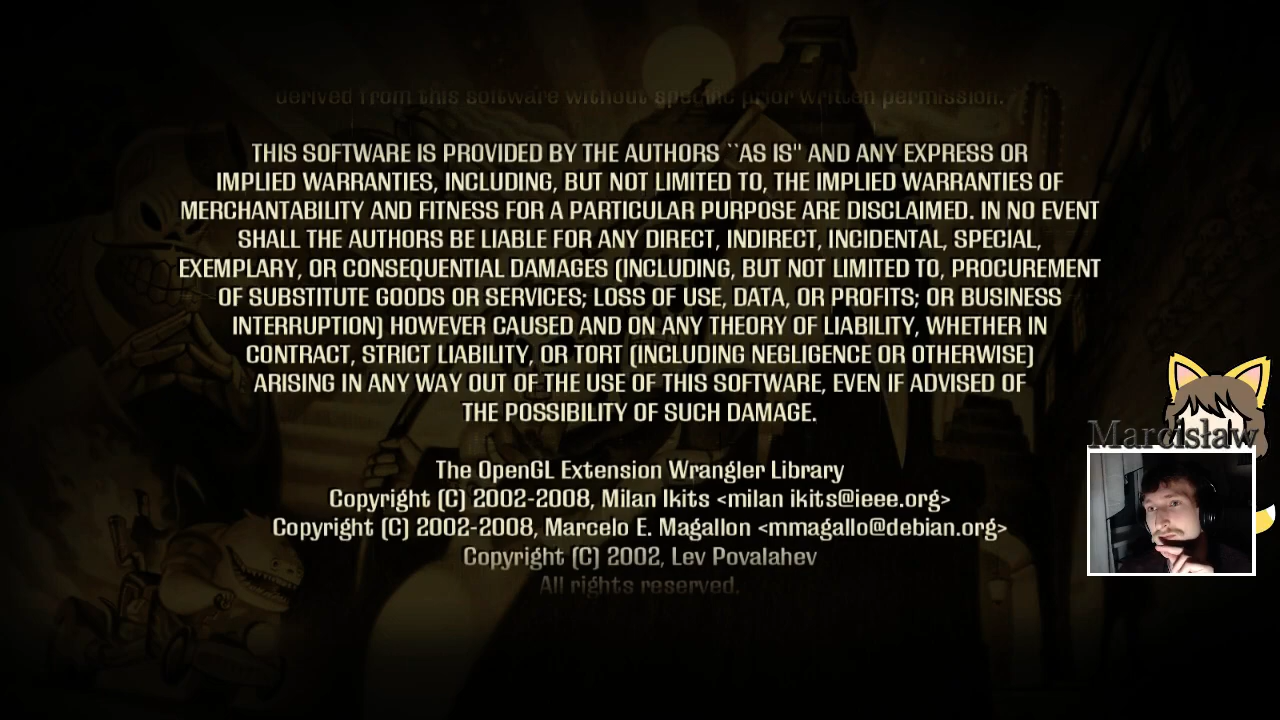 derived from this software without specific prior written permission.
THIS SOFTWARE IS PROVIDED BY THE AUTHORS ``AS IS'' AND ANY EXPRESS OR
IMPLIED WARRANTIES, INCLUDING, BUT NOT LIMITED TO, THE IMPLIED WARRANTIES OF
MERCHANTABILITY AND FITNESS FOR A PARTICULAR PURPOSE ARE DISCLAIMED. IN NO EVENT
SHALL THE AUTHORS BE LIABLE FOR ANY DIRECT, INDIRECT, INCIDENTAL, SPECIAL,
EXEMPLARY, OR CONSEQUENTIAL DAMAGES (INCLUDING, BUT NOT LIMITED TO, PROCUREMENT
OF SUBSTITUTE GOODS OR SERVICES; LOSS OF USE, DATA, OR PROFITS; OR BUSINESS
INTERRUPTION) HOWEVER CAUSED AND ON ANY THEORY OF LIABILITY, WHETHER IN
CONTRACT, STRICT LIABILITY, OR TORT (INCLUDING NEGLIGENCE OR OTHERWISE)
ARISING IN ANY WAY OUT OF THE USE OF THIS SOFTWARE, EVEN IF ADVISED OF
THE POSSIBILITY OF SUCH DAMAGE.
The OpenGL Extension Wrangler Library
Copyright (C) 2002-2008, Milan Ikits <milan ikits@ieee.org>
Copyright (C) 2002-2008, Marcelo E. Magallon <mmagallo@debian.org>
Copyright (C) 2002, Lev Povalahev
All rights reserved.
Marcisław